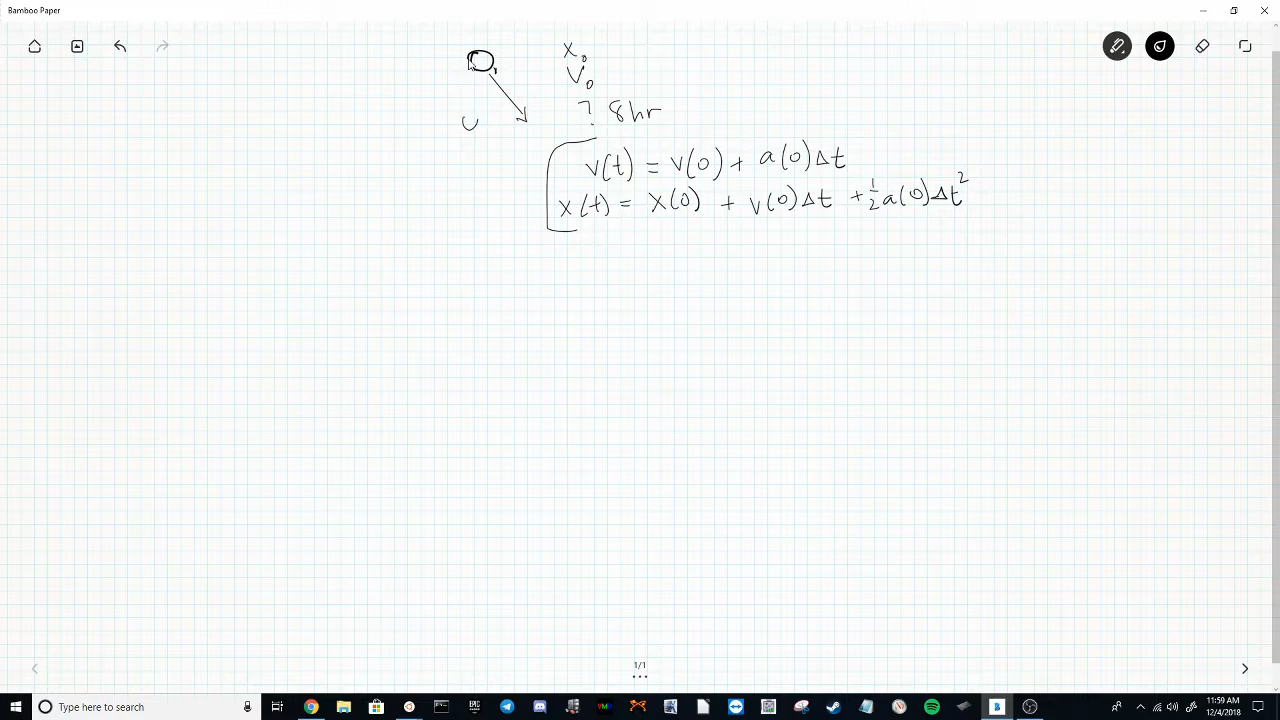 Bamboo Paper
x₀
v₀
? 8hr
U
v(t) = v(0) + a(0)Δt
x(t) = x(0) + v(0)Δt + ½a(0)Δt²
1/1
Type here to search
11:59 AM
12/4/2018